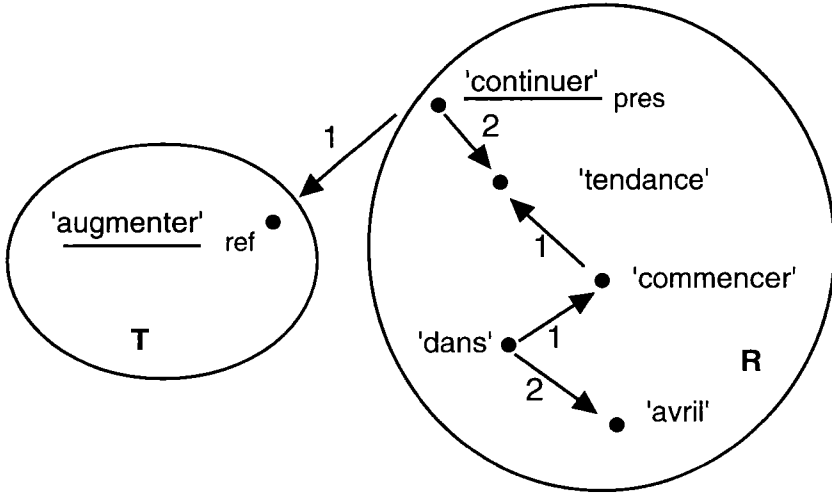 'continuer' pres
1
2
'tendance'
'augmenter' ref
1
'commencer'
T
'dans'
1
R
2
'avril'